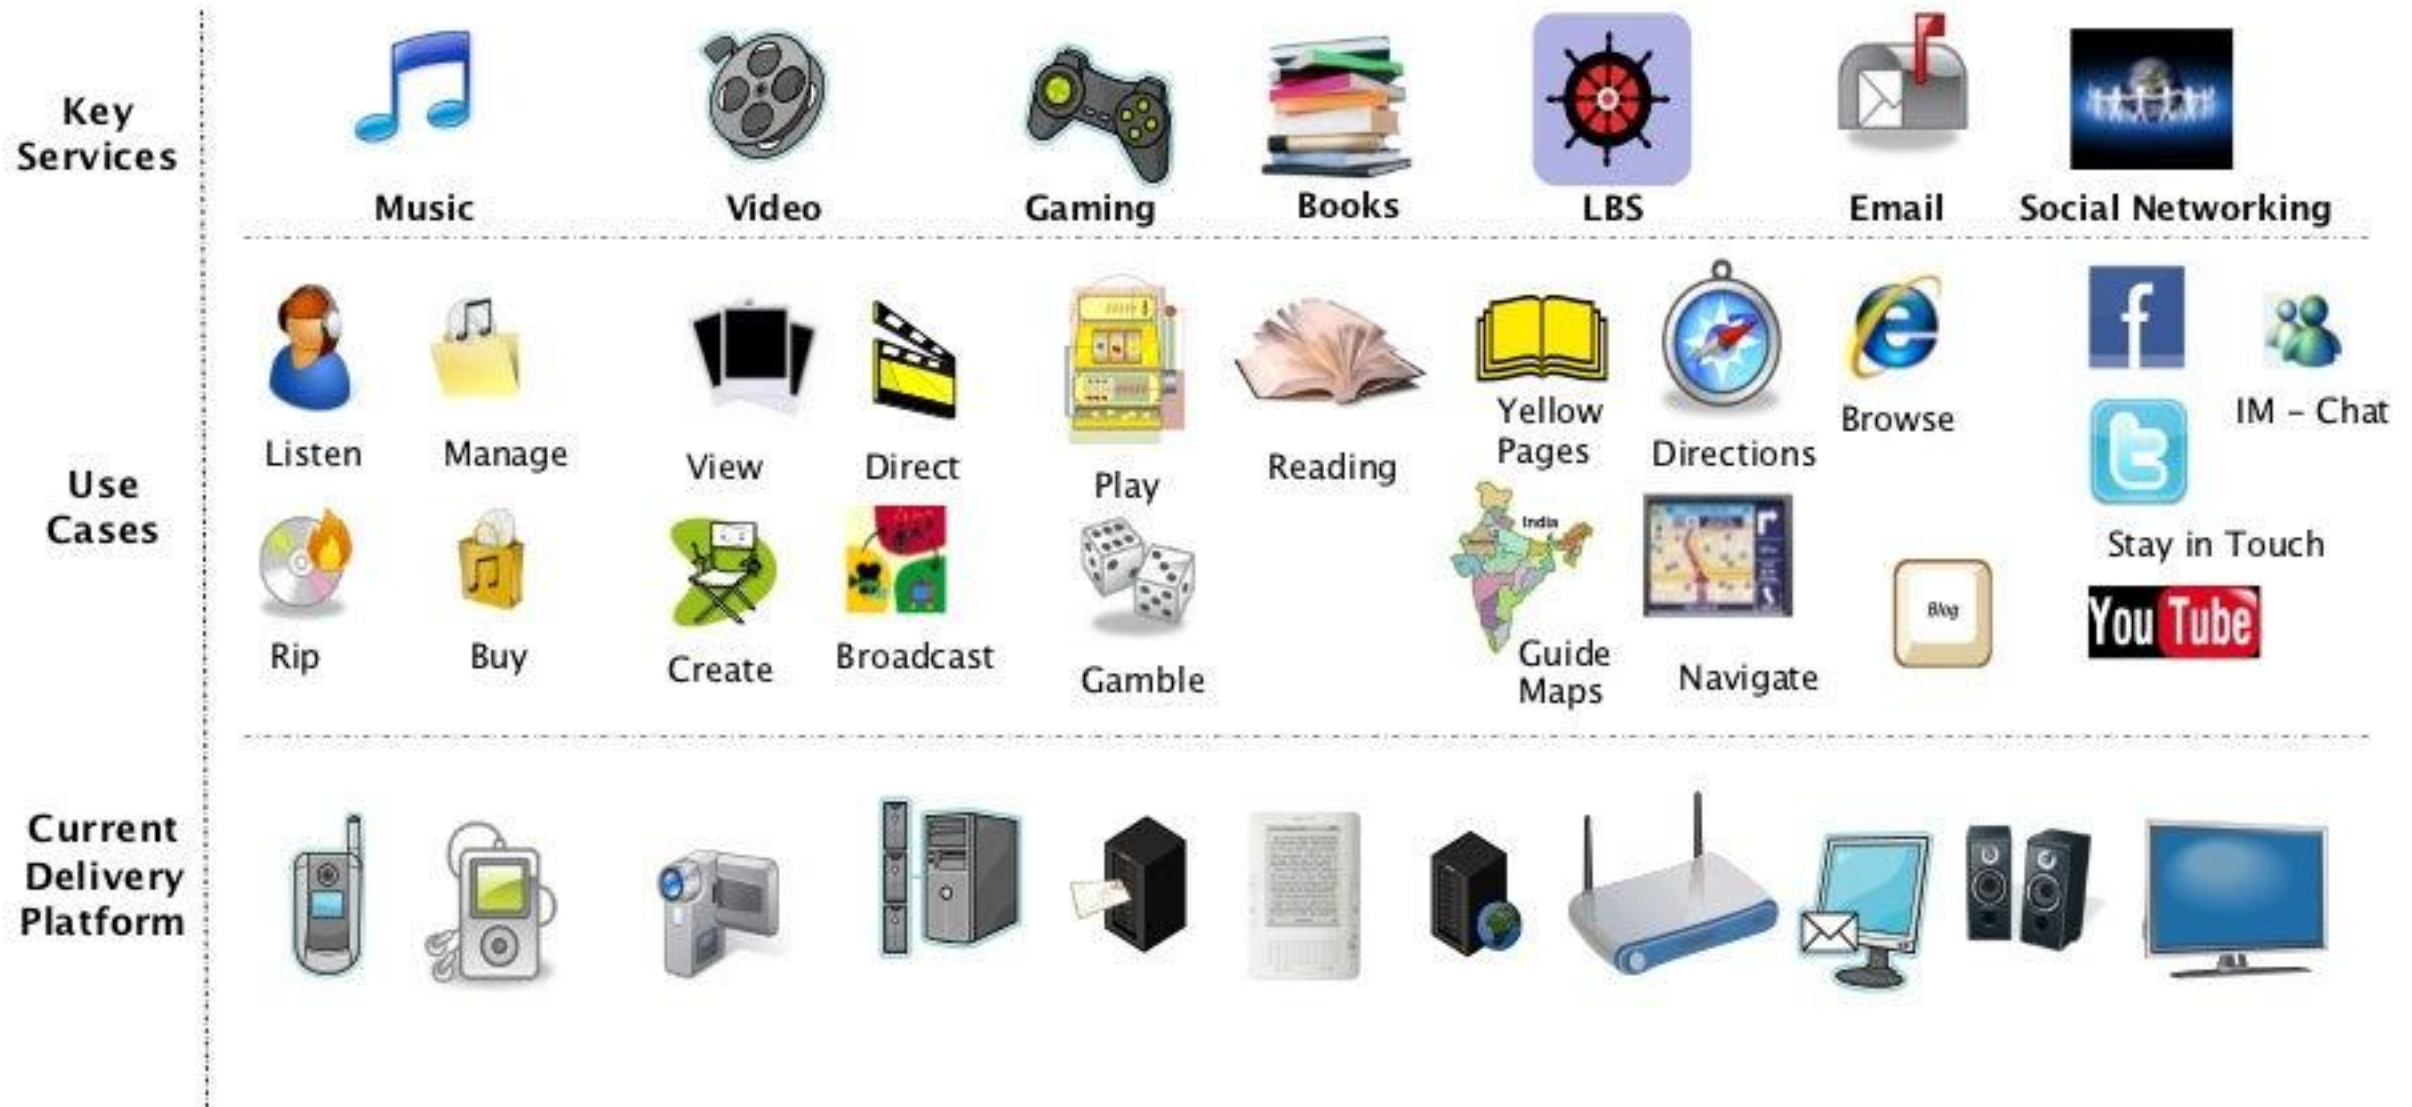 Key
Services
Music
Video
Gaming
Books
LBS
Email
Social Networking
Use
Cases
Listen
Manage
View
Direct
Play
Reading
Yellow
Pages
Directions
Browse
f
IM – Chat
t
Stay in Touch
Rip
Buy
Create
Broadcast
Gamble
India
Guide
Maps
Navigate
Blog
You Tube
Current
Delivery
Platform